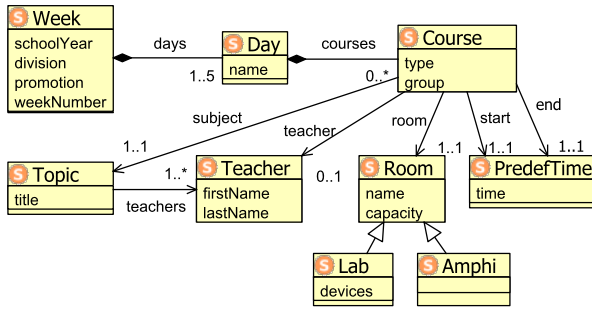 S Week
schoolYear
division
promotion
weekNumber
days
1..5
S Day
name
courses
0..*
S Course
type
group
subject
1..1
teacher
0..1
room
1..1
start
1..1
end
1..1
S Topic
title
teachers
1..*
S Teacher
firstName
lastName
S Room
name
capacity
S PredefTime
time
S Lab
devices
S Amphi